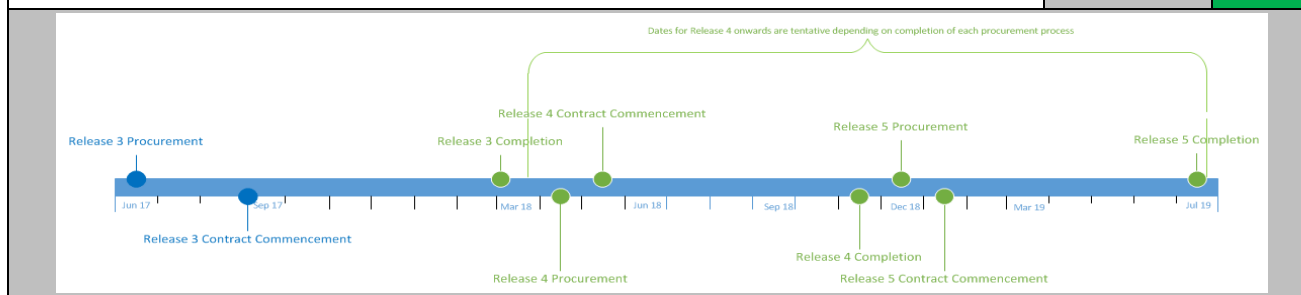 Dates for Release 4 onwards are tentative depending on completion of each procurement process
Release 4 Contract Commencement
Release 5 Procurement
Release 3 Procurement
Release 3 Completion
Release 5 Completion
Jun 17
Sep 17
Mar 18
Jun 18
Sep 18
Dec 18
Mar 19
Jul 19
Release 3 Contract Commencement
Release 4 Completion
Release 4 Procurement
Release 5 Contract Commencement